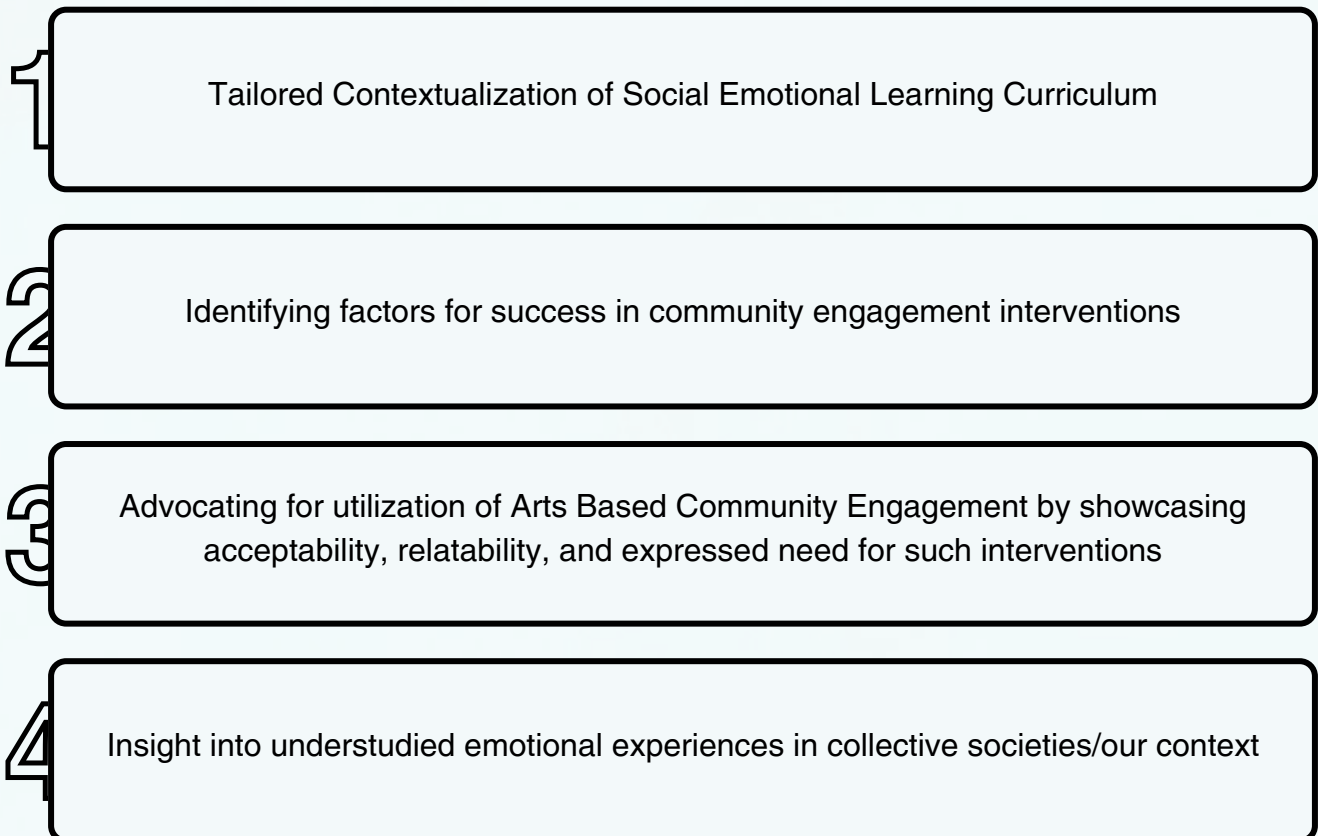 1
Tailored Contextualization of Social Emotional Learning Curriculum
2
Identifying factors for success in community engagement interventions
3
Advocating for utilization of Arts Based Community Engagement by showcasing
acceptability, relatability, and expressed need for such interventions
4
Insight into understudied emotional experiences in collective societies/our context